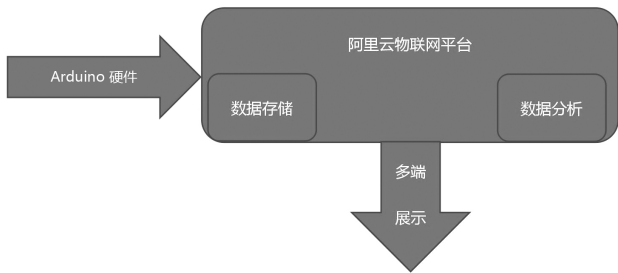 阿里云物联网平台
Arduino 硬件
数据存储
数据分析
多端
展示